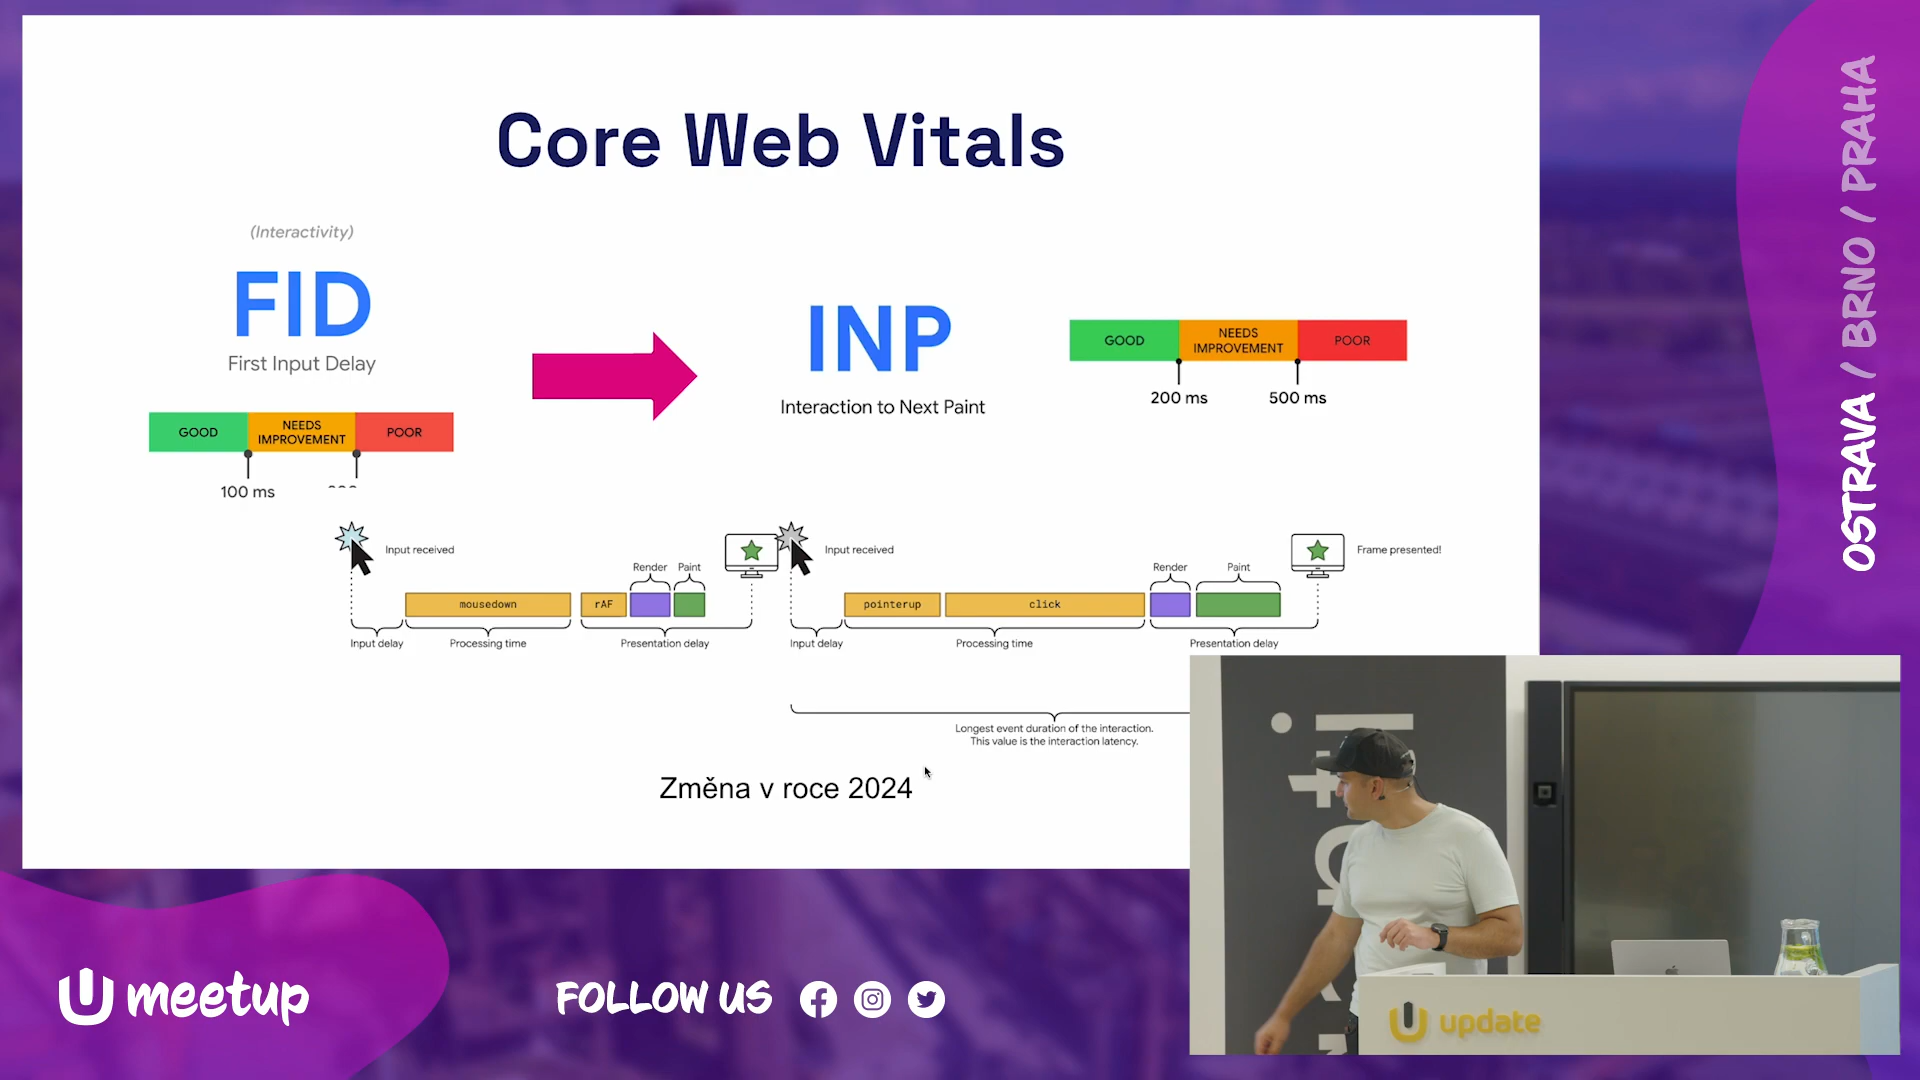 Core Web Vitals
(Interactivity)
FID
First Input Delay
GOOD
NEEDS
IMPROVEMENT
POOR
100 ms
INP
Interaction to Next Paint
GOOD
NEEDS
IMPROVEMENT
POOR
200 ms
500 ms
Input received
mousedown
rAF
Render
Paint
Input delay
Processing time
Presentation delay
Input received
pointerup
click
Render
Paint
Frame presented!
Input delay
Processing time
Presentation delay
Longest event duration of the interaction.
This value is the interaction latency.
Změna v roce 2024
OSTRAVA / BRNO / PRAHA
meetup
FOLLOW US
update